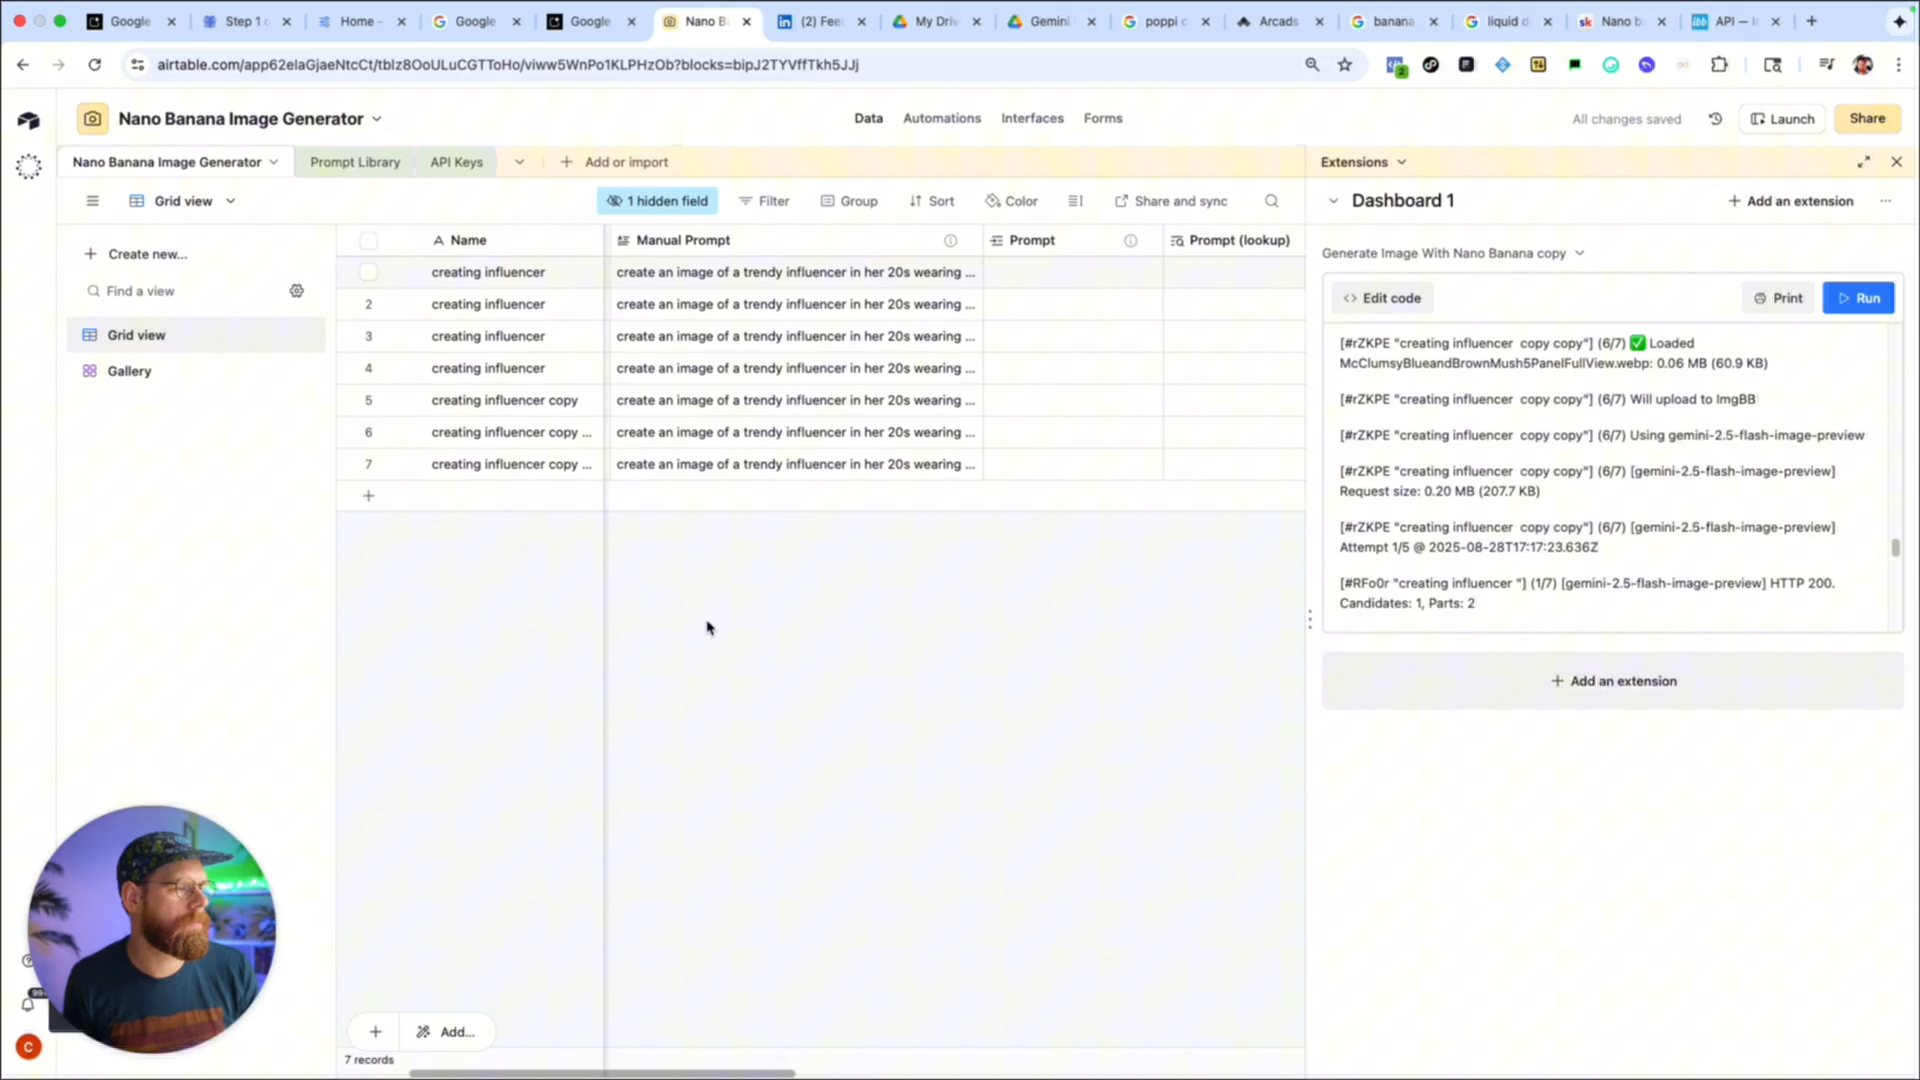 Google
Step 1 c
Home –
Google
Google
Nano B
(2) Fee
My Driv
Gemini
poppi c
Arcads
banana
liquid d
Nano b
API — I
airtable.com/app62elaGjaeNtcCt/tblz8OoULuCGTToHo/viww5WnPo1KLPHzOb?blocks=bipJ2TYVffTkh5JJj
Nano Banana Image Generator
Data
Automations
Interfaces
Forms
All changes saved
Launch
Share
Nano Banana Image Generator
Prompt Library
API Keys
Add or import
Extensions
Grid view
1 hidden field
Filter
Group
Sort
Color
Share and sync
Dashboard 1
Add an extension
Create new...
Find a view
Grid view
Gallery
Name
Manual Prompt
Prompt
Prompt (lookup)
creating influencer
create an image of a trendy influencer in her 20s wearing ...
2
creating influencer
create an image of a trendy influencer in her 20s wearing ...
3
creating influencer
create an image of a trendy influencer in her 20s wearing ...
4
creating influencer
create an image of a trendy influencer in her 20s wearing ...
5
creating influencer copy
create an image of a trendy influencer in her 20s wearing ...
6
creating influencer copy ...
create an image of a trendy influencer in her 20s wearing ...
7
creating influencer copy ...
create an image of a trendy influencer in her 20s wearing ...
Generate Image With Nano Banana copy
Edit code
Print
Run
[#rZKPE "creating influencer copy copy"] (6/7) ✅ Loaded
McClumsyBlueandBrownMush5PanelFullView.webp: 0.06 MB (60.9 KB)
[#rZKPE "creating influencer copy copy"] (6/7) Will upload to ImgBB
[#rZKPE "creating influencer copy copy"] (6/7) Using gemini-2.5-flash-image-preview
[#rZKPE "creating influencer copy copy"] (6/7) [gemini-2.5-flash-image-preview]
Request size: 0.20 MB (207.7 KB)
[#rZKPE "creating influencer copy copy"] (6/7) [gemini-2.5-flash-image-preview]
Attempt 1/5 @ 2025-08-28T17:17:23.636Z
[#RFo0r "creating influencer "] (1/7) [gemini-2.5-flash-image-preview] HTTP 200.
Candidates: 1, Parts: 2
Add an extension
Add...
7 records
C